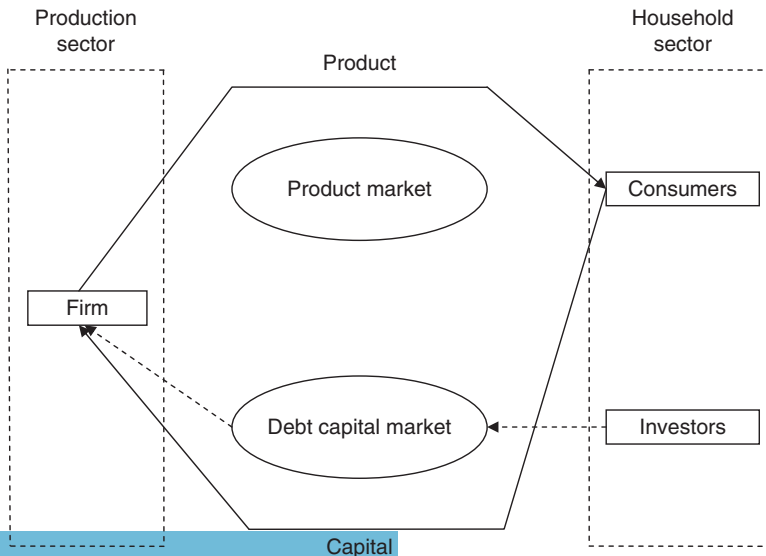 Production
sector
Household
sector
Product
Product market
Consumers
Firm
Debt capital market
Investors
Capital